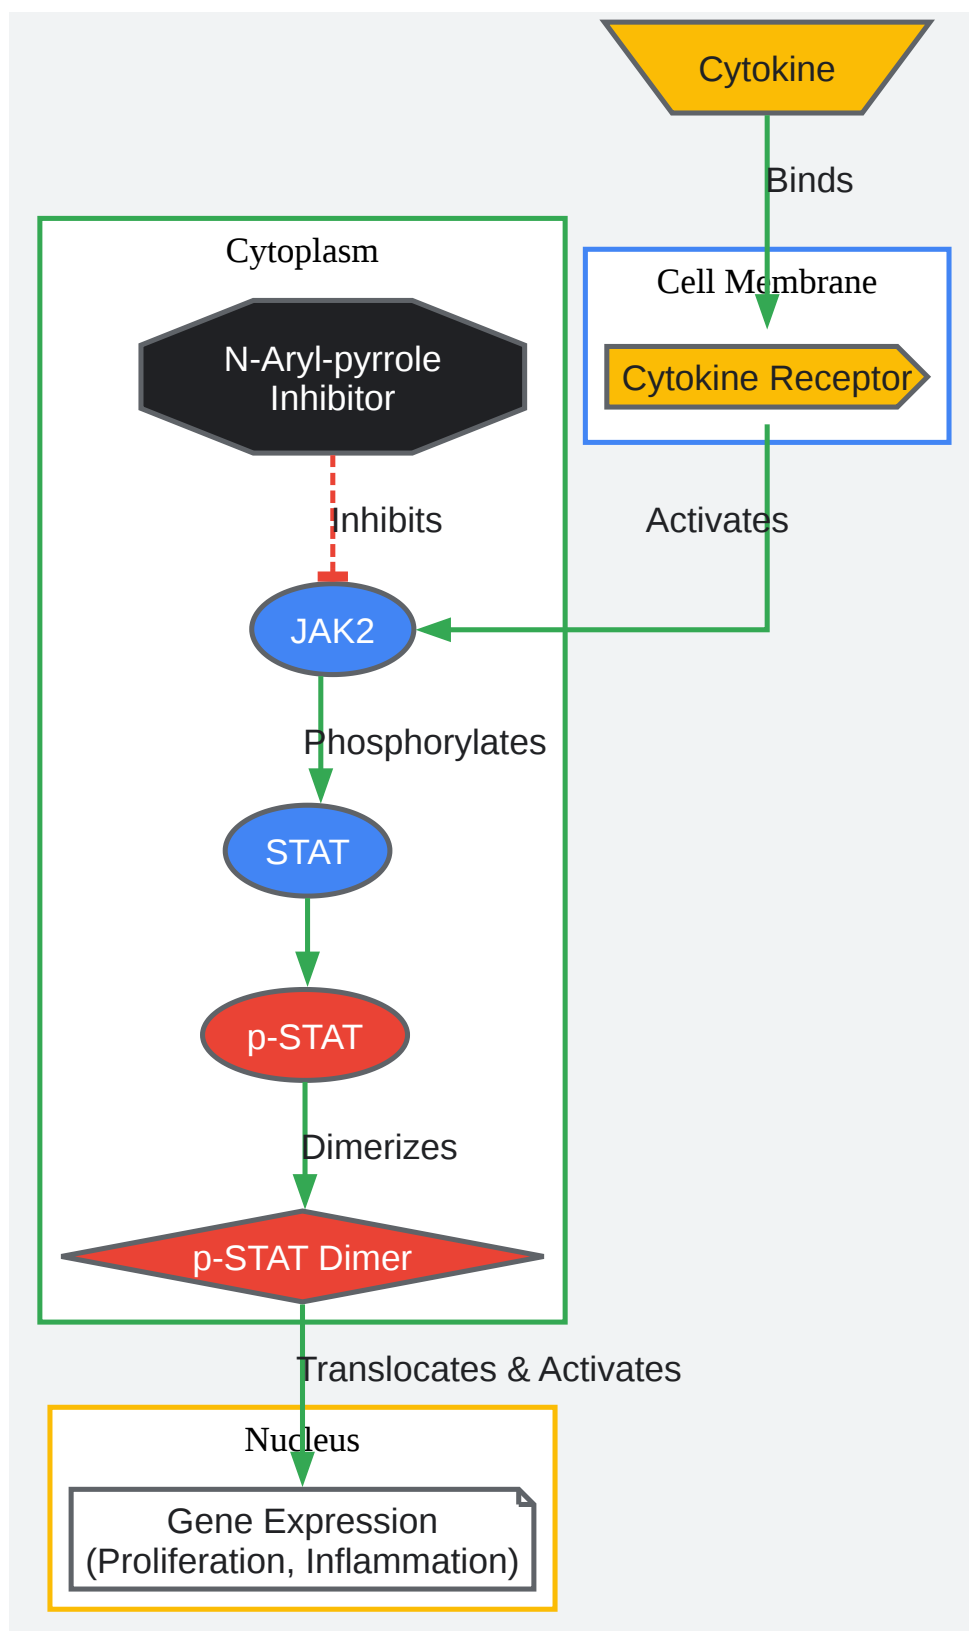 Cytokine
Binds
Cytoplasm
Cell Membrane
N-Aryl-pyrrole
Inhibitor
Cytokine Receptor
Inhibits
Activates
JAK2
Phosphorylates
STAT
p-STAT
Dimerizes
p-STAT Dimer
Translocates & Activates
Nucleus
Gene Expression
(Proliferation, Inflammation)